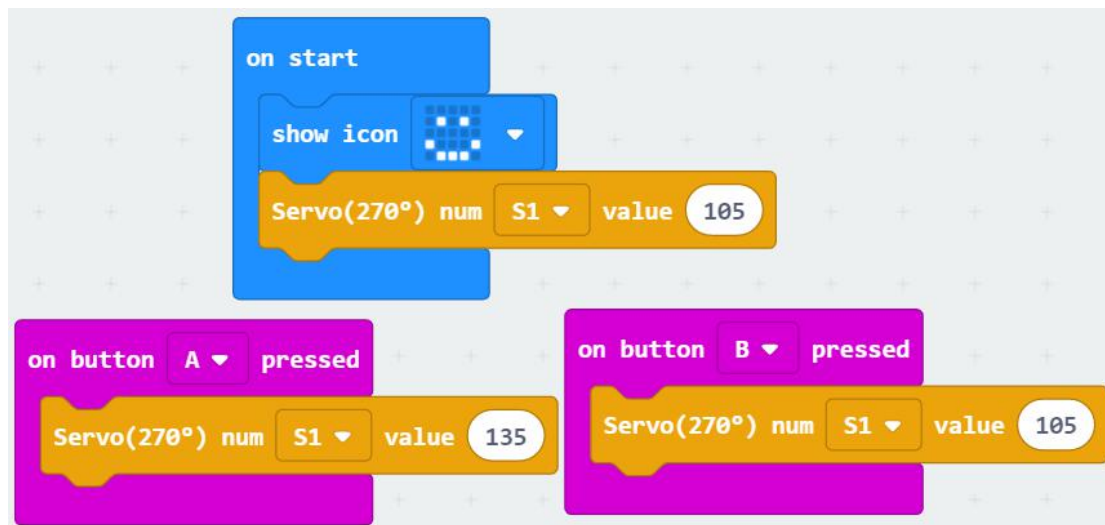 on start
show icon
Servo(270°) num S1 value 105
on button A pressed
Servo(270°) num S1 value 135
on button B pressed
Servo(270°) num S1 value 105